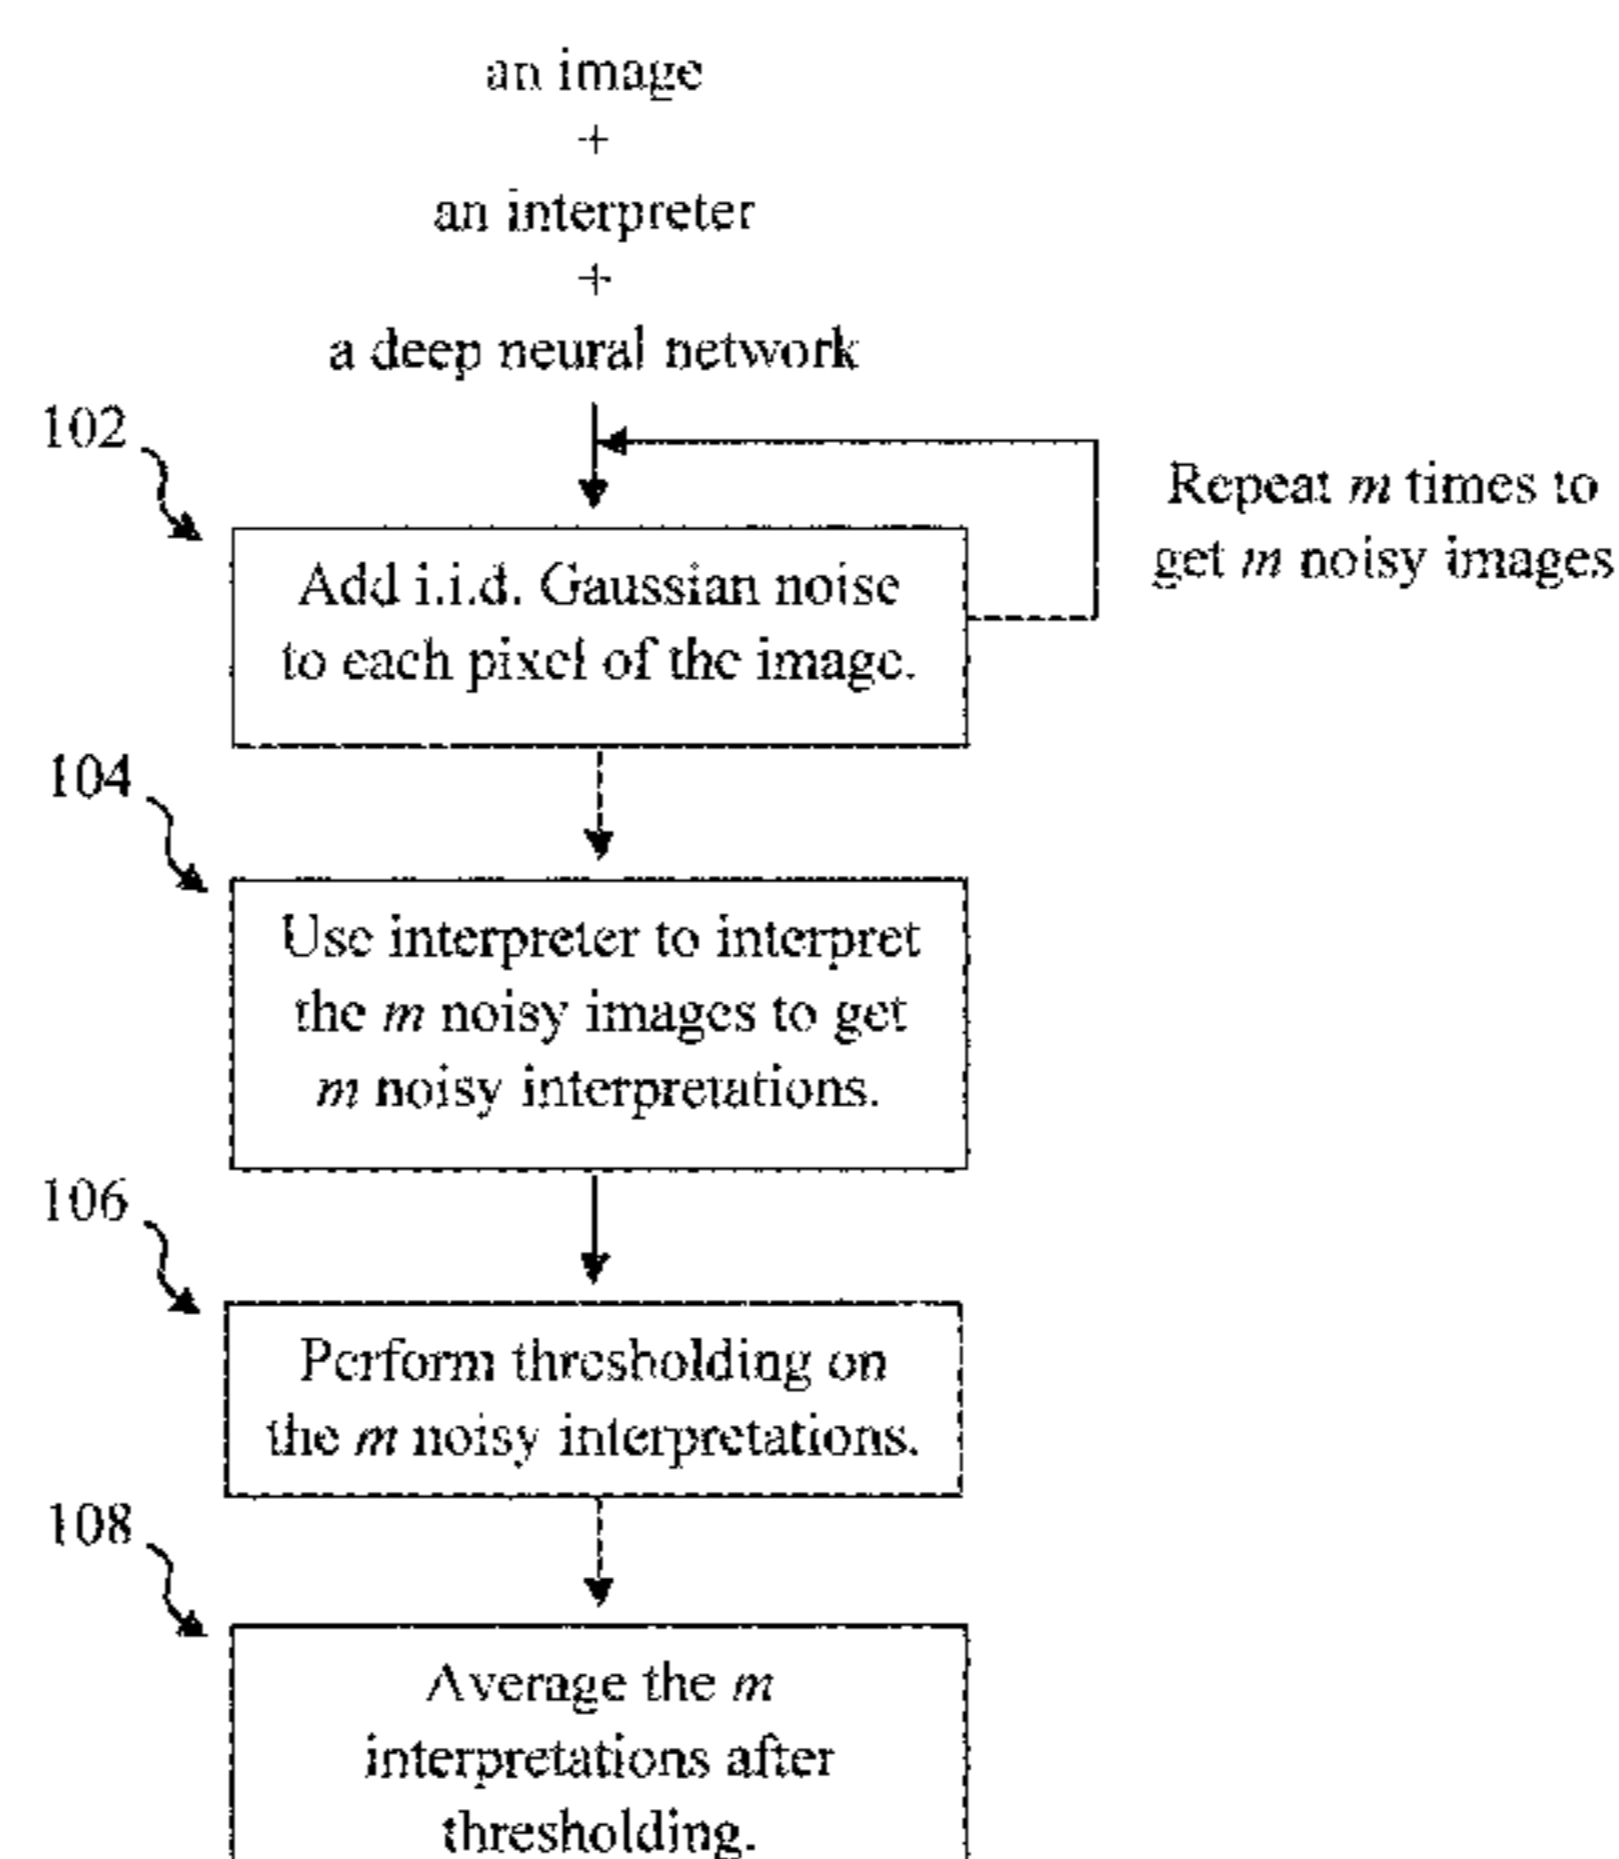 an image
+
an interpreter
+
a deep neural network
102
Repeat m times to
get m noisy images
Add i.i.d. Gaussian noise
to each pixel of the image.
104
Use interpreter to interpret
the m noisy images to get
m noisy interpretations.
106
Perform thresholding on
the m noisy interpretations.
108
Average the m
interpretations after
thresholding.